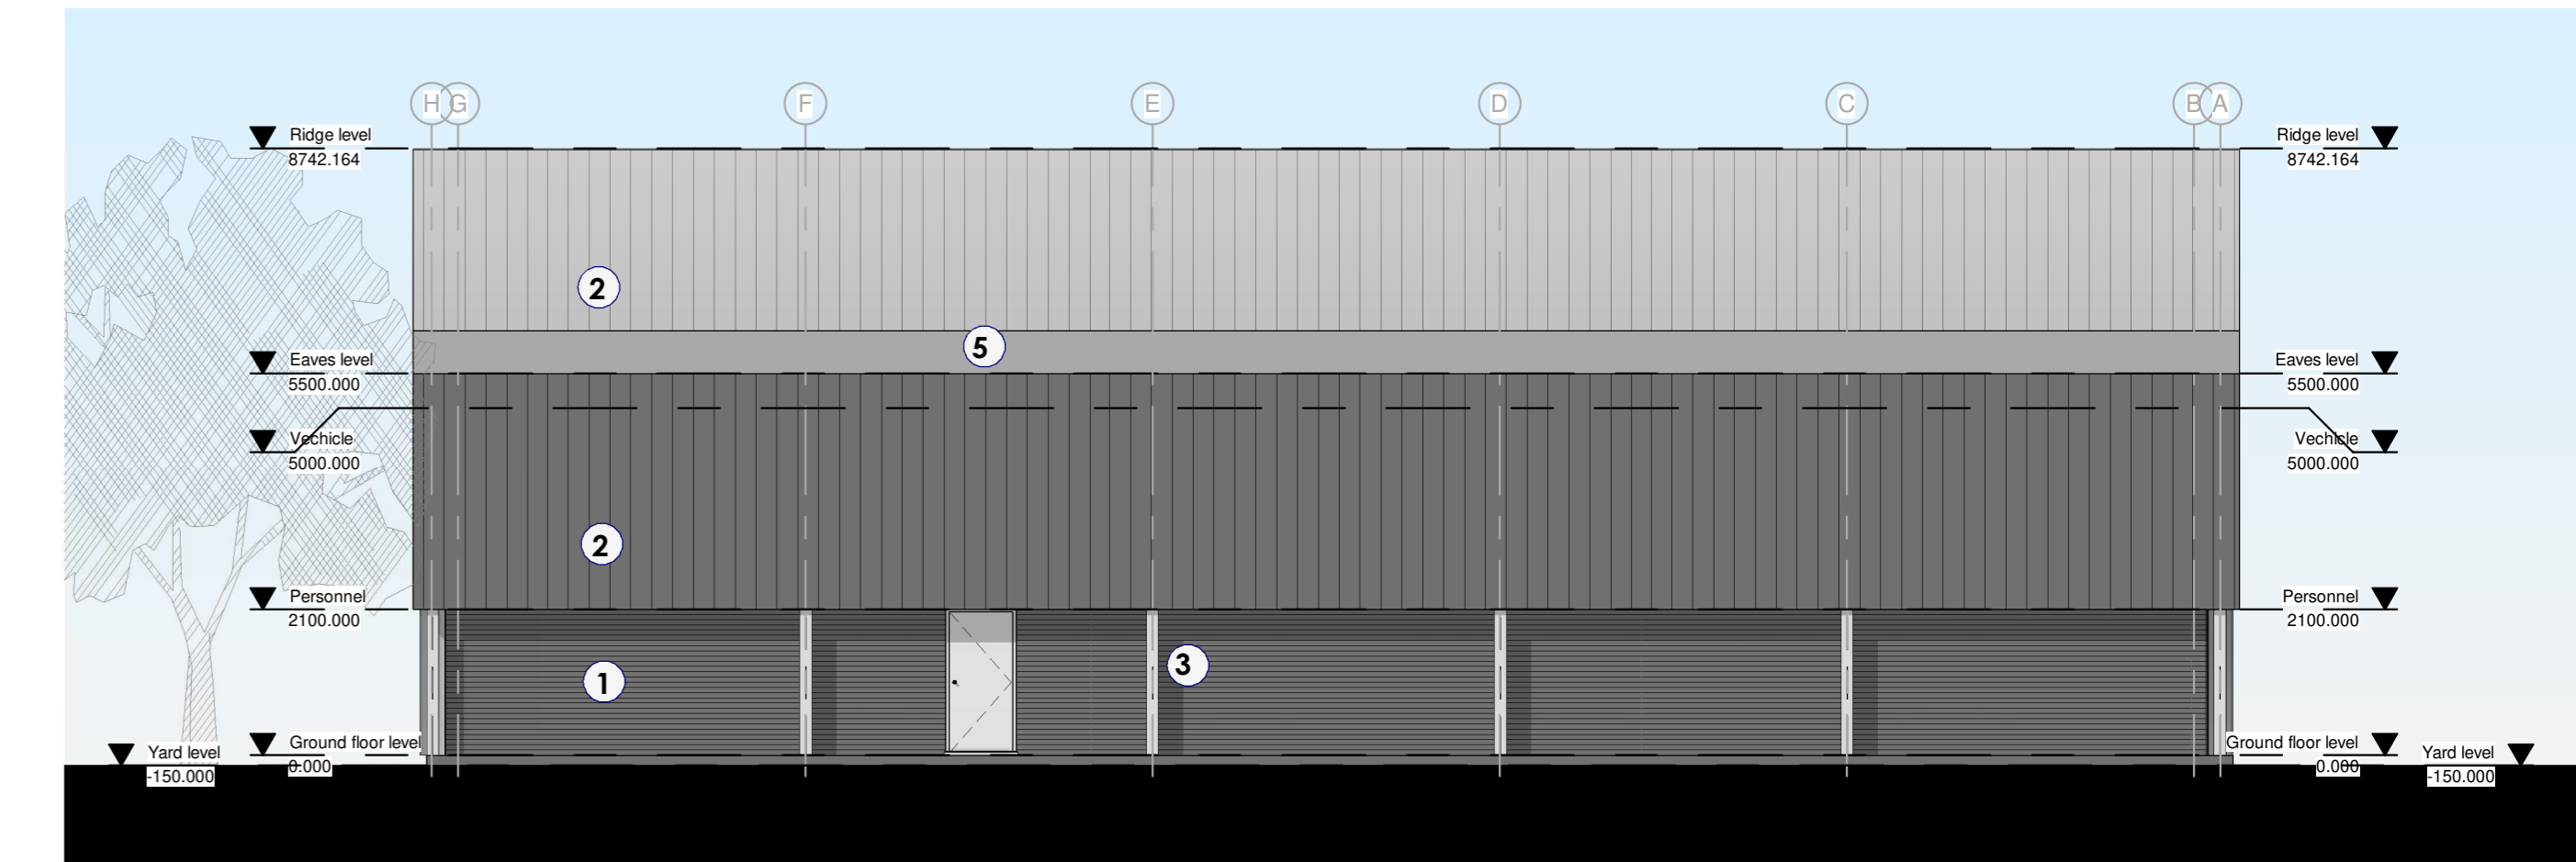 H G F E D C B A
Ridge level
8742.164
Ridge level
8742.164
2
5
Eaves level
5500.000
Eaves level
5500.000
Vechicle
5000.000
Vechicle
5000.000
2
Personnel
2100.000
Personnel
2100.000
1
3
Ground floor level
0.000
Ground floor level
0.000
Yard level
-150.000
Yard level
-150.000